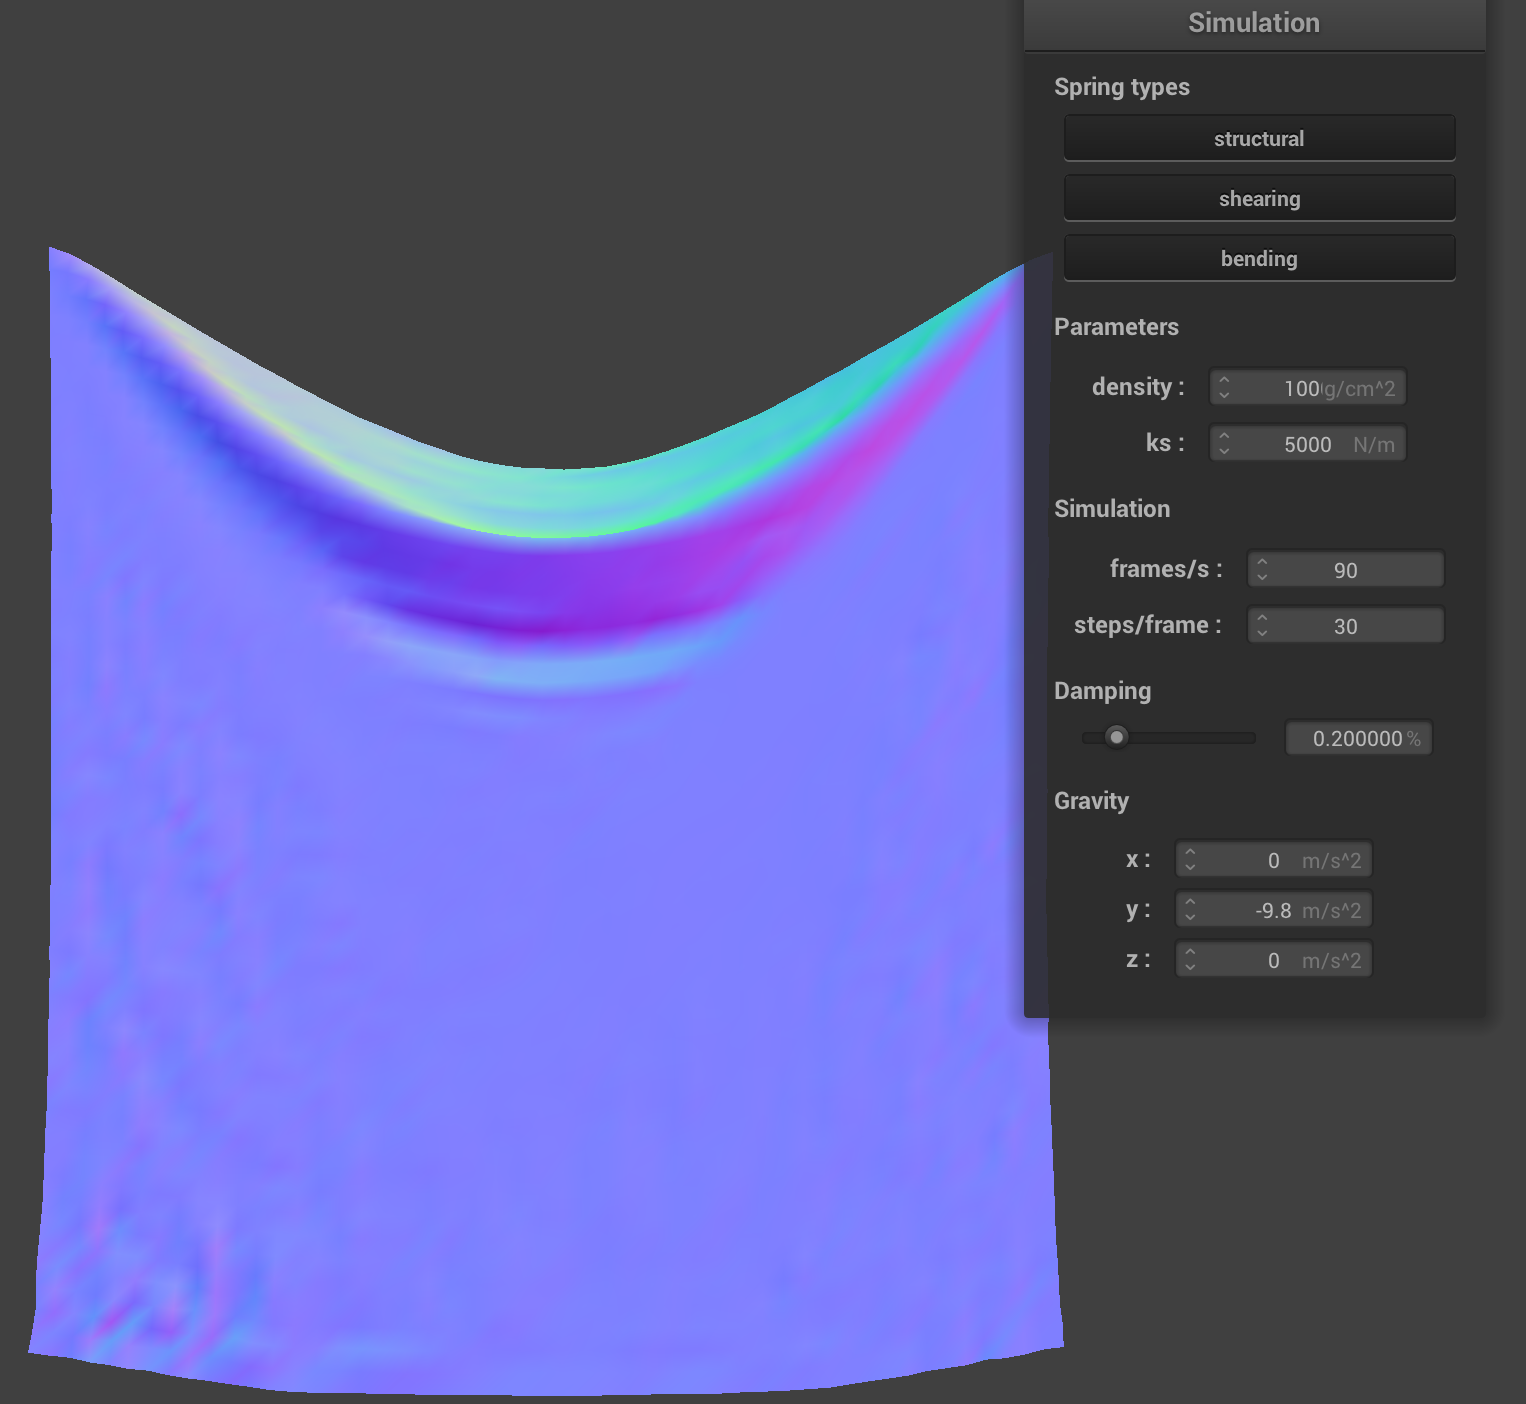 Simulation
Spring types
structural
shearing
bending
Parameters
density : 100 g/cm^2
ks : 5000 N/m
Simulation
frames/s : 90
steps/frame : 30
Damping
0.200000 %
Gravity
x : 0 m/s^2
y : -9.8 m/s^2
z : 0 m/s^2